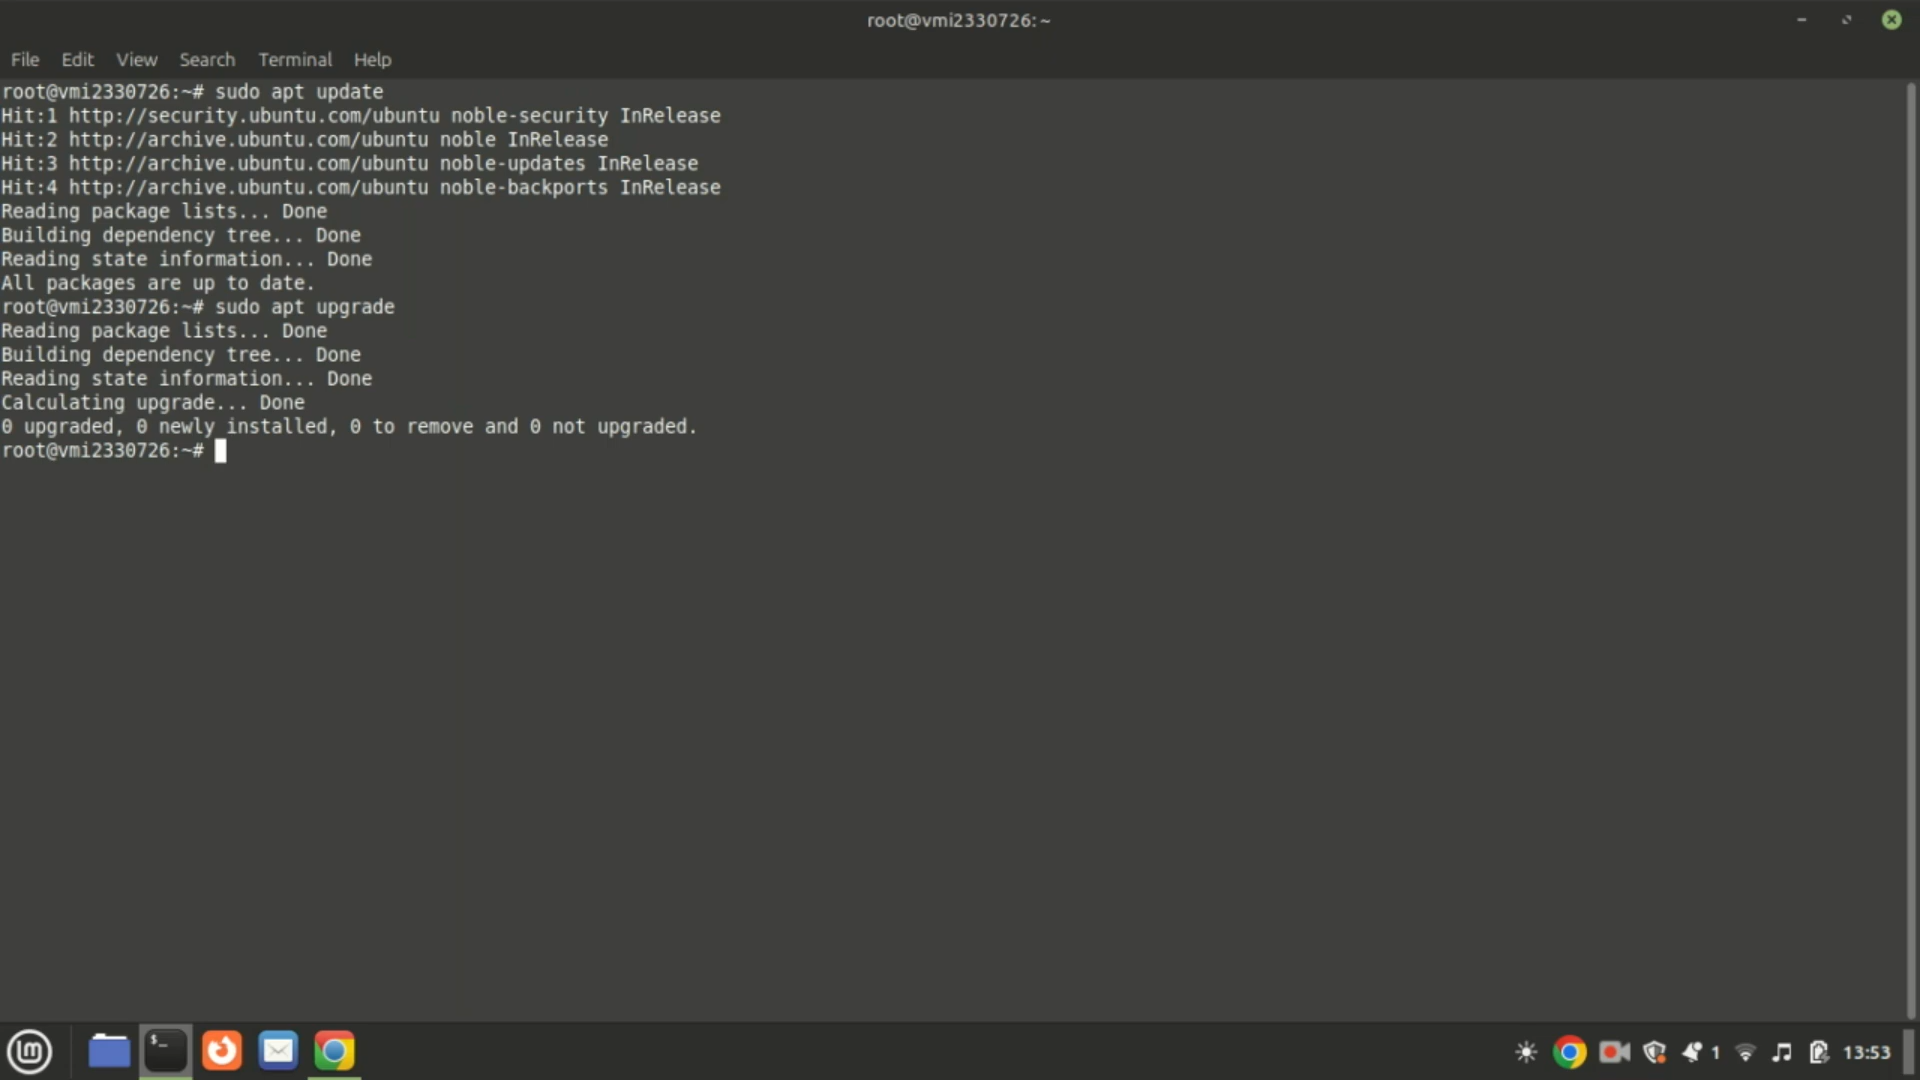 root@vmi2330726:~
File Edit View Search Terminal Help
root@vmi2330726:~# sudo apt update
Hit:1 http://security.ubuntu.com/ubuntu noble-security InRelease
Hit:2 http://archive.ubuntu.com/ubuntu noble InRelease
Hit:3 http://archive.ubuntu.com/ubuntu noble-updates InRelease
Hit:4 http://archive.ubuntu.com/ubuntu noble-backports InRelease
Reading package lists... Done
Building dependency tree... Done
Reading state information... Done
All packages are up to date.
root@vmi2330726:~# sudo apt upgrade
Reading package lists... Done
Building dependency tree... Done
Reading state information... Done
Calculating upgrade... Done
0 upgraded, 0 newly installed, 0 to remove and 0 not upgraded.
root@vmi2330726:~#
$_ 1 13:53